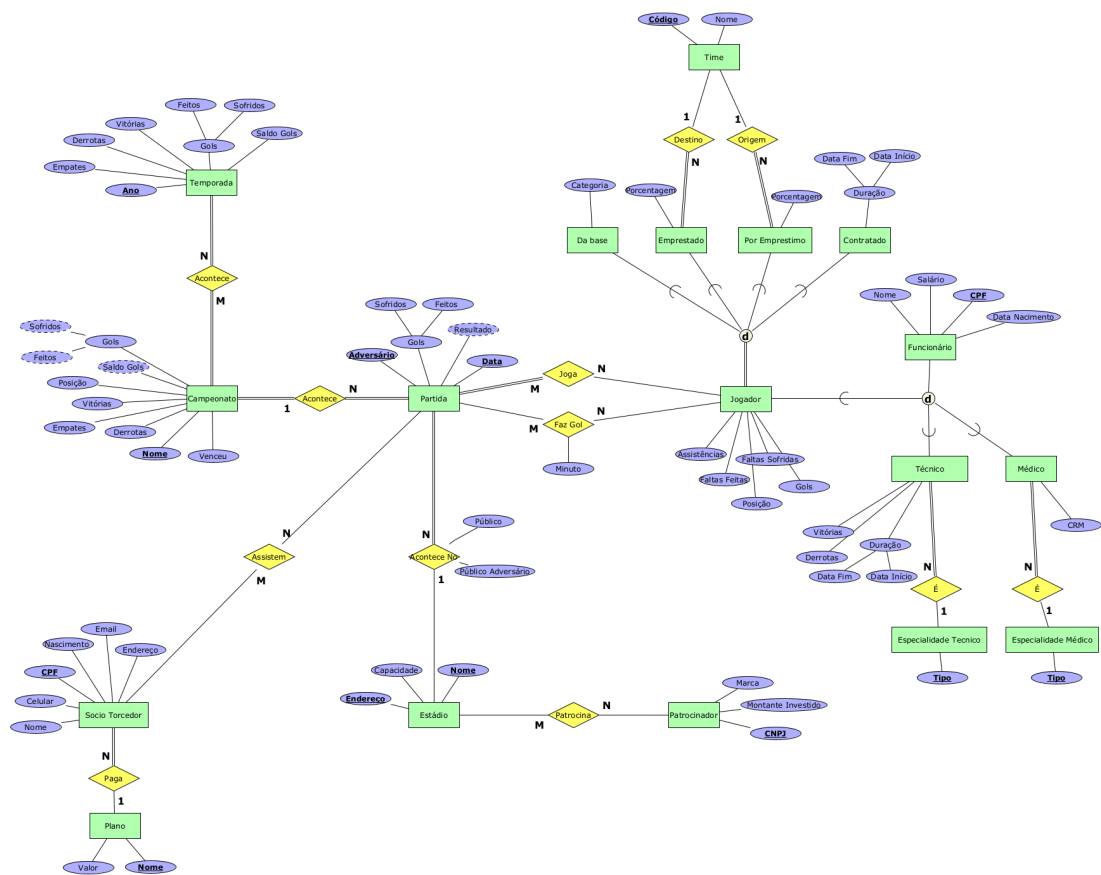 Código
Nome
Time
Feitos
Sofridos
Vitórias
Saldo Gols
Derrotas
Gols
Empates
Temporada
Ano
1
1
Destino
Origem
N
N
Data Fim
Data Início
Categoria
Porcentagem
Porcentagem
Duração
Da base
Emprestado
Por Emprestimo
Contratado
N
Acontece
M
Salário
Nome
CPF
Data Nacimento
Funcionário
Sofridos
Feitos
Resultado
Gols
Adversário
Data
d
Sofridos
Gols
Feitos
Saldo Gols
Posição
Vitórias
Empates
Derrotas
Nome
Venceu
Campeonato
1
Acontece
N
Partida
Joga
N
M
Faz Gol
N
M
Minuto
Jogador
d
Assistências
Faltas Sofridas
Faltas Feitas
Gols
Posição
Técnico
Médico
Vitórias
Derrotas
Duração
Data Fim
Data Início
CRM
N
É
1
N
É
1
Especialidade Tecnico
Especialidade Médico
Tipo
Tipo
N
Assistem
M
N
Acontece No
1
Público
Público Adversário
Email
Nascimento
Endereço
CPF
Celular
Nome
Socio Torcedor
Capacidade
Nome
Endereço
Estádio
M
Patrocina
N
Patrocinador
Marca
Montante Investido
CNPJ
N
Paga
1
Plano
Valor
Nome